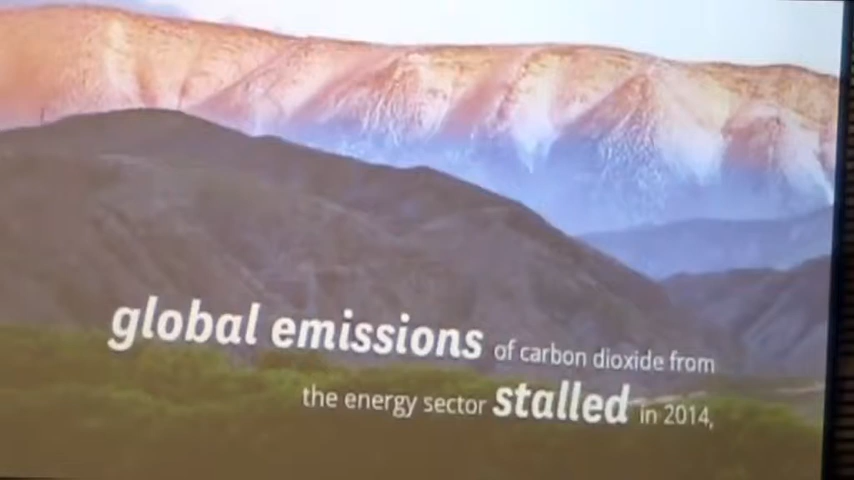 global emissions of carbon dioxide from
the energy sector stalled in 2014,